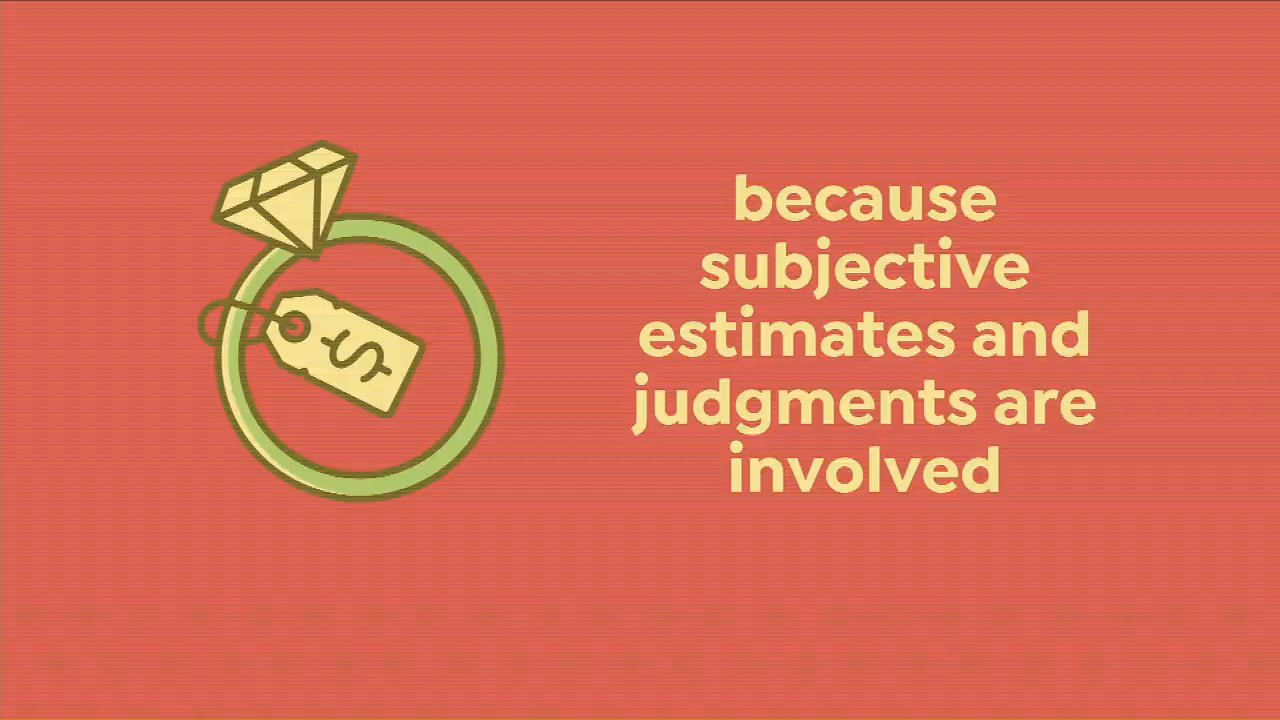 $
because
subjective
estimates and
judgments are
involved